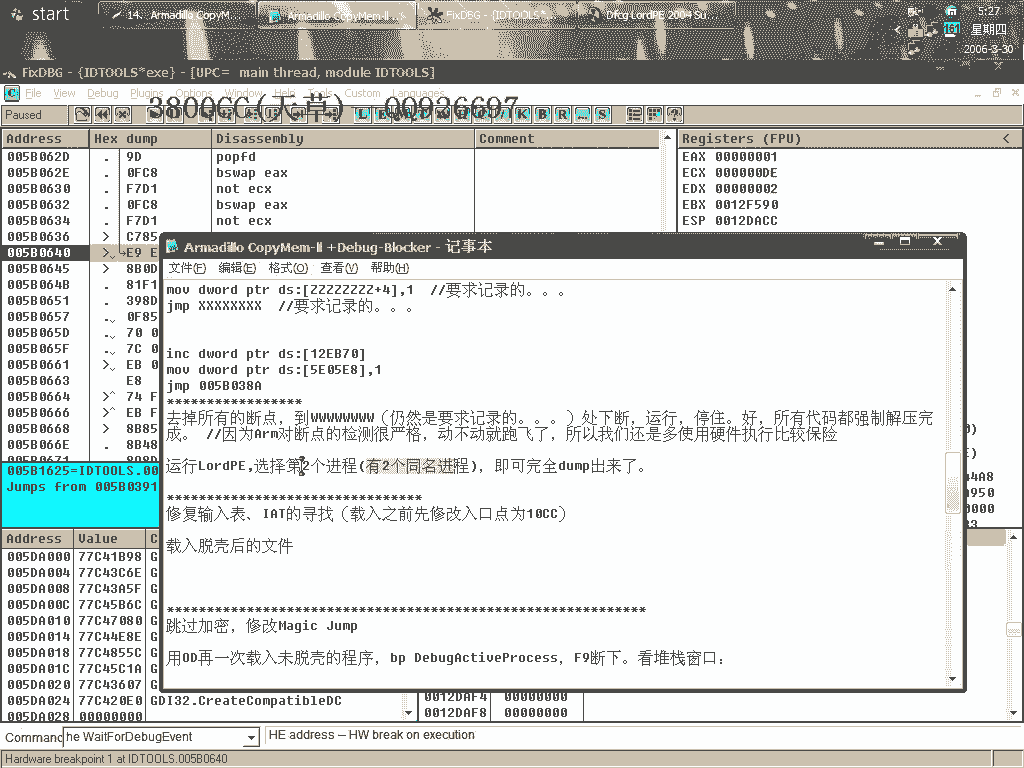 start
14. Armadillo CopyM...
Armadillo CopyMem-II ...
FixDBG - [IDTOOLS*...
Dfcg LordPE 2004 Su...
5:27
星期四
2006-3-30
FixDBG - {IDTOOLS*exe} - [UPC= main thread, module IDTOOLS]
File View Debug Plugins Options Window Help Tools Custom Languages
3800CC(天草)---00936697
Paused
Address Hex dump Disassembly Comment
005B062D . 9D popfd
005B062E . 0FC8 bswap eax
005B0630 . F7D1 not ecx
005B0632 . 0FC8 bswap eax
005B0634 . F7D1 not ecx
005B0636 > C785
005B0640 E9 E
005B0645 > 8B0D
005B064B . 81F1
005B0651 . 398D
005B0657 0F85
005B065D 70 0
005B065F 7C 0
005B0661 EB 0
005B0663 E8
005B0664 74 F
005B0666 EB F
005B0668 > 8B85
005B066E . 8B48
Registers (FPU) <
EAX 00000001
ECX 000000DE
EDX 00000002
EBX 0012F590
ESP 0012DACC
005B1625=IDTOOLS.00
Jumps from 005B0391
Armadillo CopyMem-II +Debug-Blocker - 记事本
文件(F) 编辑(E) 格式(O) 查看(V) 帮助(H)
mov dword ptr ds:[ZZZZZZZZ+4],1 //要求记录的。。。
jmp XXXXXXXX //要求记录的。。。
inc dword ptr ds:[12EB70]
mov dword ptr ds:[5E05E8],1
jmp 005B038A
*****************
去掉所有的断点，到WWWWWWWW（仍然是要求记录的。。。）处下断，运行，停住。好，所有代码都强制解压完
成。 //因为Arm对断点的检测很严格，动不动就跑飞了，所以我们还是多使用硬件执行比较保险
运行LordPE,选择第2个进程(有2个同名进程)，即可完全dump出来了。
********************************
修复输入表、IAT的寻找（载入之前先修改入口点为10CC）
载入脱壳后的文件
************************************************************
跳过加密，修改Magic Jump
用OD再一次载入未脱壳的程序，bp DebugActiveProcess，F9断下。看堆栈窗口：
Address Value C
005DA000 77C41B98 G
005DA004 77C43C6E G
005DA008 77C43A5F G
005DA00C 77C45B6C G
005DA010 77C47080 G
005DA014 77C44E8E G
005DA018 77C4855C G
005DA01C 77C45C1A G
005DA020 77C43607 G
005DA024 77C420E0 GDI32.CreateCompatibleDC
005DA028 00000000
0012DAF4 00000000
0012DAF8 00000000
Command he WaitForDebugEvent HE address -- HW break on execution
Hardware breakpoint 1 at IDTOOLS.005B0640